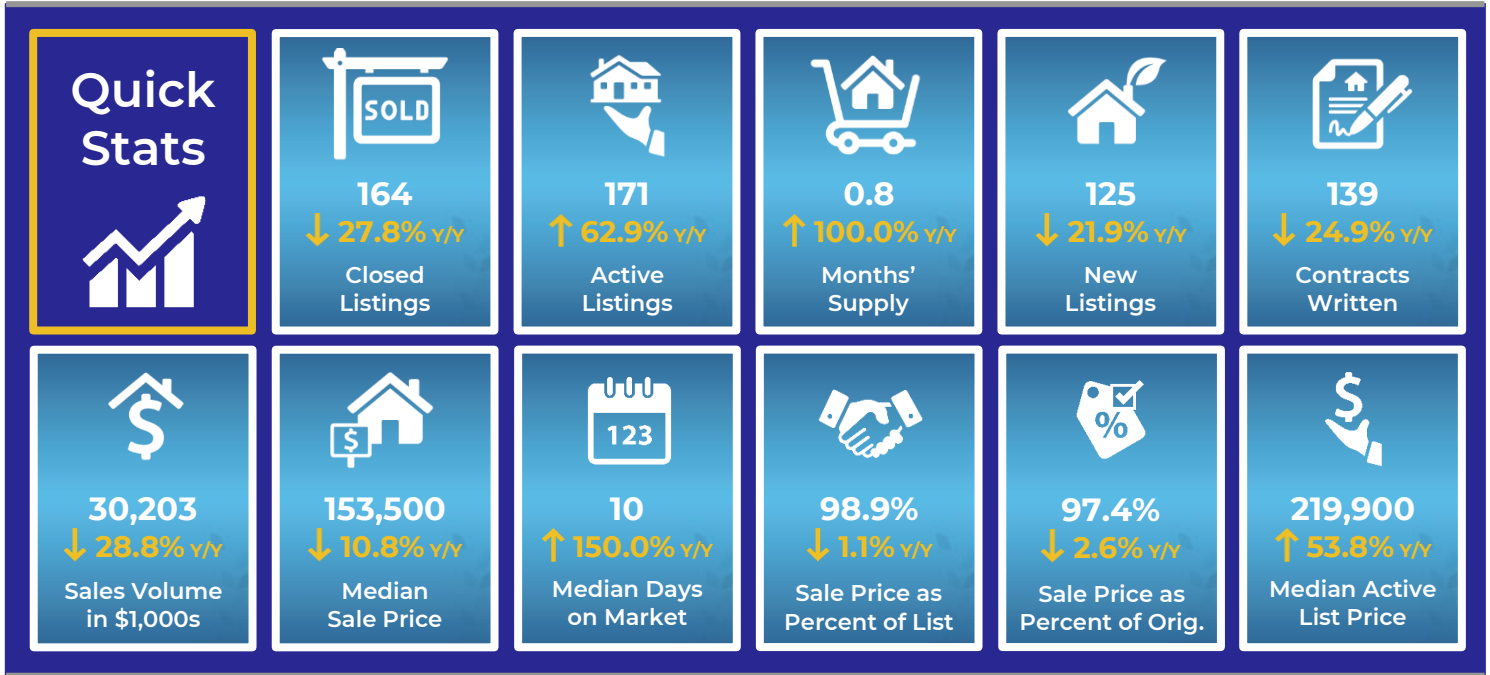 Quick
Stats
SOLD
164
↓ 27.8% Y/Y
Closed
Listings
171
↑ 62.9% Y/Y
Active
Listings
0.8
↑ 100.0% Y/Y
Months'
Supply
125
↓ 21.9% Y/Y
New
Listings
139
↓ 24.9% Y/Y
Contracts
Written
$
30,203
↓ 28.8% Y/Y
Sales Volume
in $1,000s
$
153,500
↓ 10.8% Y/Y
Median
Sale Price
123
10
↑ 150.0% Y/Y
Median Days
on Market
98.9%
↓ 1.1% Y/Y
Sale Price as
Percent of List
%
97.4%
↓ 2.6% Y/Y
Sale Price as
Percent of Orig.
$
219,900
↑ 53.8% Y/Y
Median Active
List Price